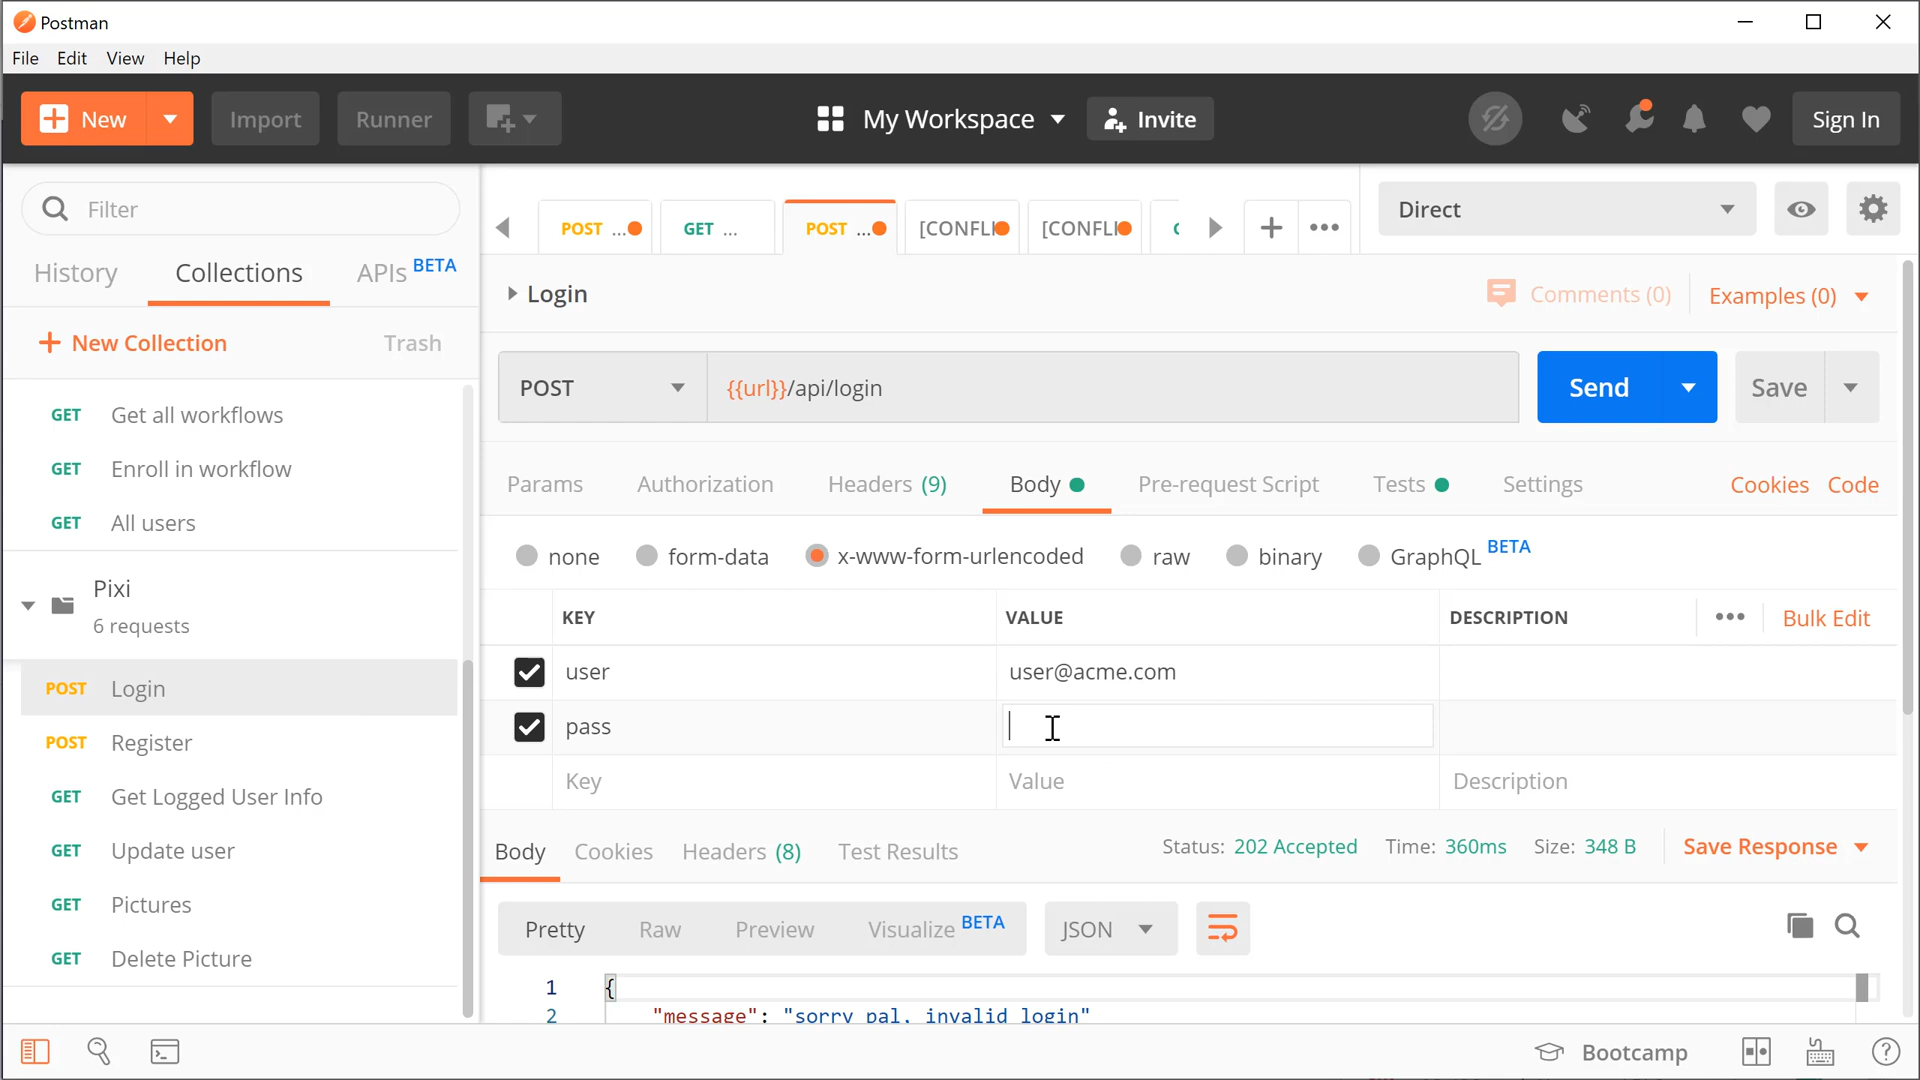 Postman
File Edit View Help
New Import Runner My Workspace Invite Sign In
Filter
History Collections APIs BETA
New Collection Trash
GET Get all workflows
GET Enroll in workflow
GET All users
Pixi
6 requests
POST Login
POST Register
GET Get Logged User Info
GET Update user
GET Pictures
GET Delete Picture
POST ... GET ... POST ... [CONFLI [CONFLI
Direct
Login
Comments (0) Examples (0)
POST {{url}}/api/login Send Save
Params Authorization Headers (9) Body Pre-request Script Tests Settings Cookies Code
none form-data x-www-form-urlencoded raw binary GraphQL BETA
KEY VALUE DESCRIPTION ••• Bulk Edit
user user@acme.com
pass
Key Value Description
Body Cookies Headers (8) Test Results Status: 202 Accepted Time: 360ms Size: 348 B Save Response
Pretty Raw Preview Visualize BETA JSON
1 {
2 "message": "sorry pal, invalid login"
Bootcamp